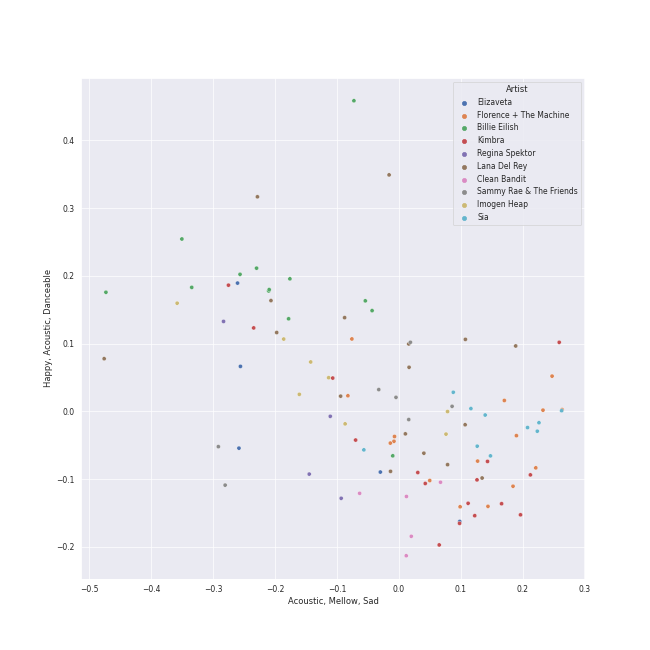 Artist
Elizaveta
Florence + The Machine
Billie Eilish
Kimbra
Regina Spektor
Lana Del Rey
Clean Bandit
Sammy Rae & The Friends
Imogen Heap
Sia
Happy, Acoustic, Danceable
0.4
0.3
0.2
0.1
0.0
−0.1
−0.2
−0.5 −0.4 −0.3 −0.2 −0.1 0.0 0.1 0.2 0.3
Acoustic, Mellow, Sad